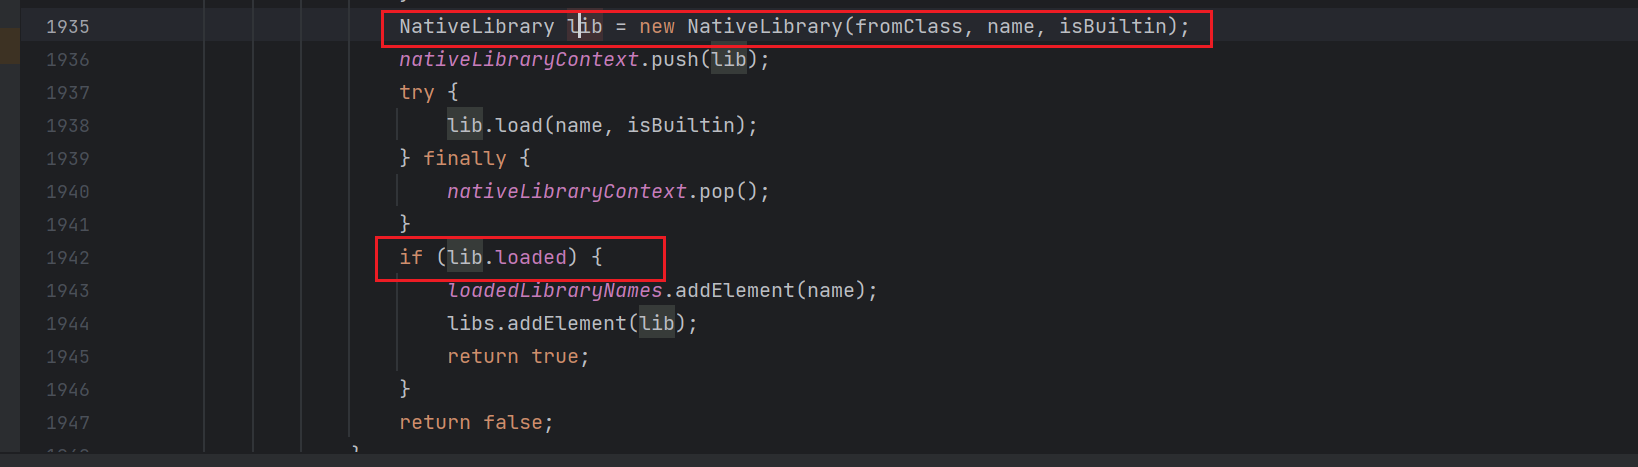 1935 NativeLibrary lib = new NativeLibrary(fromClass, name, isBuiltin);
1936 nativeLibraryContext.push(lib);
1937 try {
1938 lib.load(name, isBuiltin);
1939 } finally {
1940 nativeLibraryContext.pop();
1941 }
1942 if (lib.loaded) {
1943 loadedLibraryNames.addElement(name);
1944 libs.addElement(lib);
1945 return true;
1946 }
1947 return false;